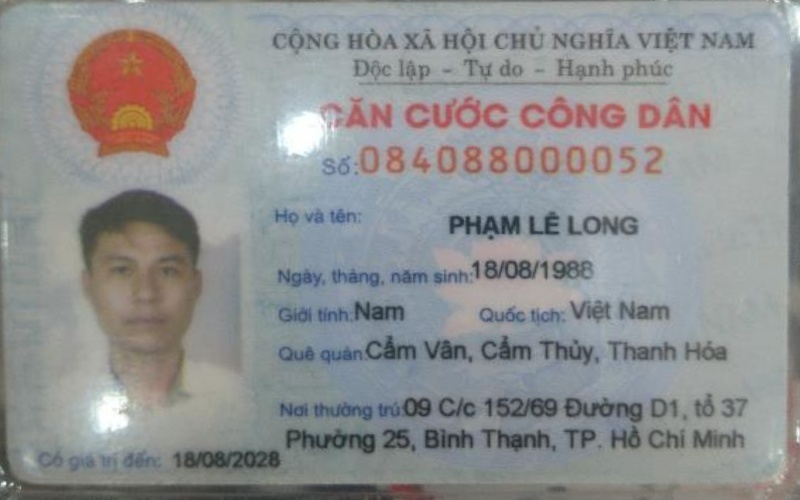 CỘNG HÒA XÃ HỘI CHỦ NGHĨA VIỆT NAM
Độc lập - Tự do - Hạnh phúc
CĂN CƯỚC CÔNG DÂN
Số: 084088000052
Họ và tên: PHẠM LÊ LONG
Ngày, tháng, năm sinh: 18/08/1988
Giới tính: Nam Quốc tịch: Việt Nam
Quê quán: Cẩm Vân, Cẩm Thủy, Thanh Hóa
Nơi thường trú: 09 C/c 152/69 Đường D1, tổ 37
Phường 25, Bình Thạnh, TP. Hồ Chí Minh
Có giá trị đến: 18/08/2028